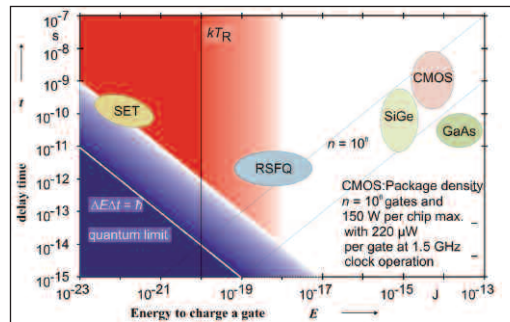 10-7
s
10-8
t
10-9
10-10
10-11
10-12
10-13
10-14
10-15
delay time
kTR
SET
RSFQ
CMOS
SiGe
GaAs
n = 106
ΔEΔt = ħ
quantum limit
CMOS:Package density
n = 106 gates and
150 W per chip max.
with 220 µW
per gate at 1.5 GHz
clock operation
10-23
10-21
10-19
10-17
10-15
J
10-13
Energy to charge a gate
E